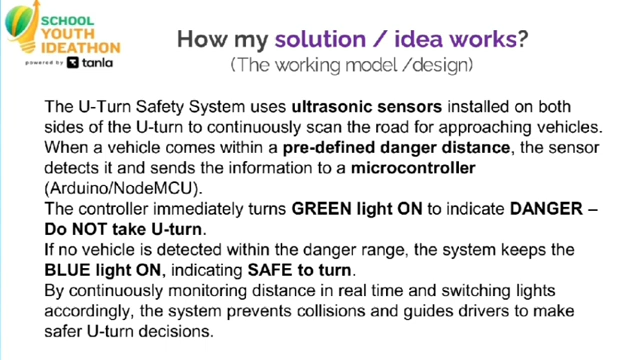 SCHOOL
YOUTH
IDEATHON
powered by tanla
How my solution / idea works?
(The working model /design)
The U-Turn Safety System uses ultrasonic sensors installed on both
sides of the U-turn to continuously scan the road for approaching vehicles.
When a vehicle comes within a pre-defined danger distance, the sensor
detects it and sends the information to a microcontroller
(Arduino/NodeMCU).
The controller immediately turns GREEN light ON to indicate DANGER –
Do NOT take U-turn.
If no vehicle is detected within the danger range, the system keeps the
BLUE light ON, indicating SAFE to turn.
By continuously monitoring distance in real time and switching lights
accordingly, the system prevents collisions and guides drivers to make
safer U-turn decisions.